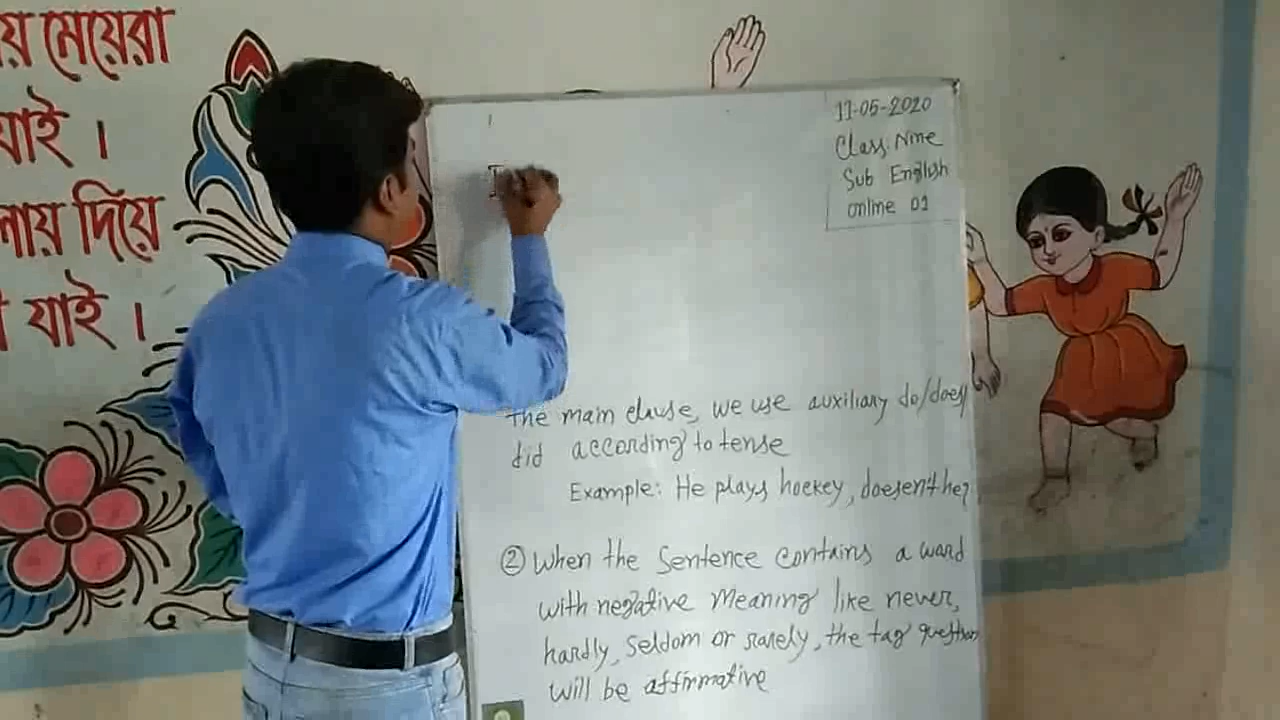 য় মেয়েরা
যাই ।
লায় দিয়ে
যাই ।
11-05-2020
Class: Nine
Sub English
online 01
the main clause, we use auxiliary do/does/
did according to tense
Example: He plays hockey, doesen't he?
② When the sentence contains a word
with negative meaning like never,
hardly, seldom or rarely, the tag question
will be affirmative